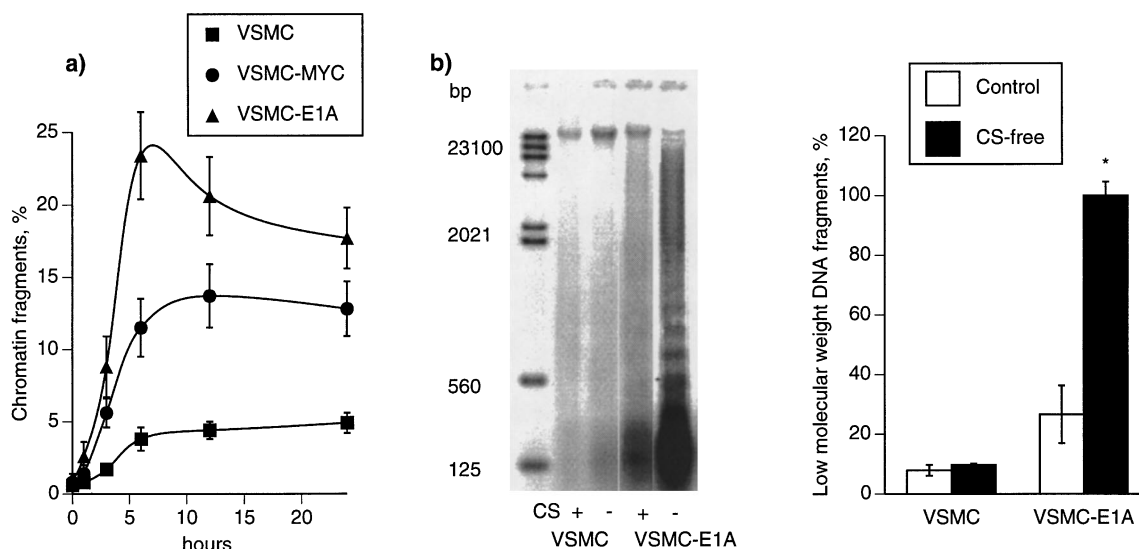 a)
VSMC
VSMC-MYC
VSMC-E1A
Chromatin fragments, %
25
20
15
10
5
0
0 5 10 15 20
hours
b)
bp
23100
2021
560
125
CS + - + -
VSMC VSMC-E1A
Control
CS-free
Low molecular weight DNA fragments, %
120
100
80
60
40
20
0
*
VSMC VSMC-E1A